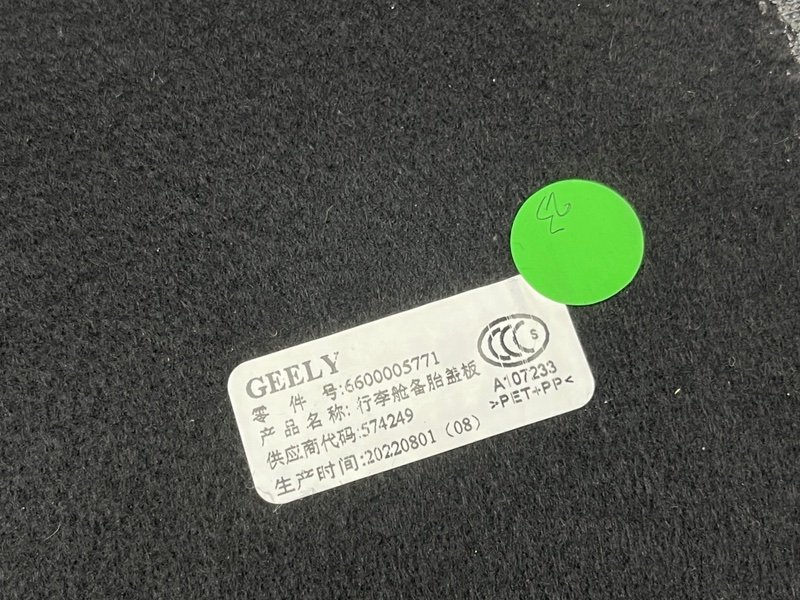 GEELY
零件号:6600005771
产品名称:行李舱备胎盖板
供应商代码:574249
生产时间:20220801 (08)
CCC S
A107233
>PET+PP<